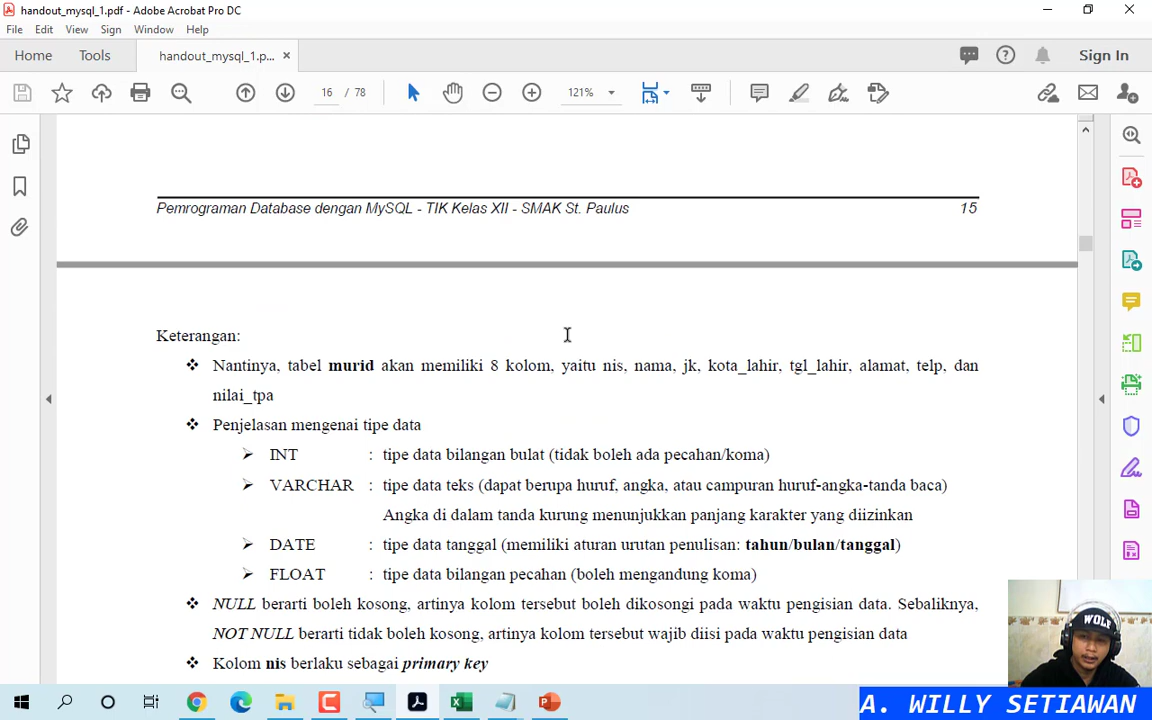 handout_mysql_1.pdf - Adobe Acrobat Pro DC
File Edit View Sign Window Help
Home Tools handout_mysql_1.p... × Sign In
16 / 78 121%
Pemrograman Database dengan MySQL - TIK Kelas XII - SMAK St. Paulus 15
Keterangan:
❖ Nantinya, tabel murid akan memiliki 8 kolom, yaitu nis, nama, jk, kota_lahir, tgl_lahir, alamat, telp, dan
nilai_tpa
❖ Penjelasan mengenai tipe data
➢ INT : tipe data bilangan bulat (tidak boleh ada pecahan/koma)
➢ VARCHAR : tipe data teks (dapat berupa huruf, angka, atau campuran huruf-angka-tanda baca)
Angka di dalam tanda kurung menunjukkan panjang karakter yang diizinkan
➢ DATE : tipe data tanggal (memiliki aturan urutan penulisan: tahun/bulan/tanggal)
➢ FLOAT : tipe data bilangan pecahan (boleh mengandung koma)
❖ NULL berarti boleh kosong, artinya kolom tersebut boleh dikosongi pada waktu pengisian data. Sebaliknya,
NOT NULL berarti tidak boleh kosong, artinya kolom tersebut wajib diisi pada waktu pengisian data
❖ Kolom nis berlaku sebagai primary key
WOLF
A. WILLY SETIAWAN